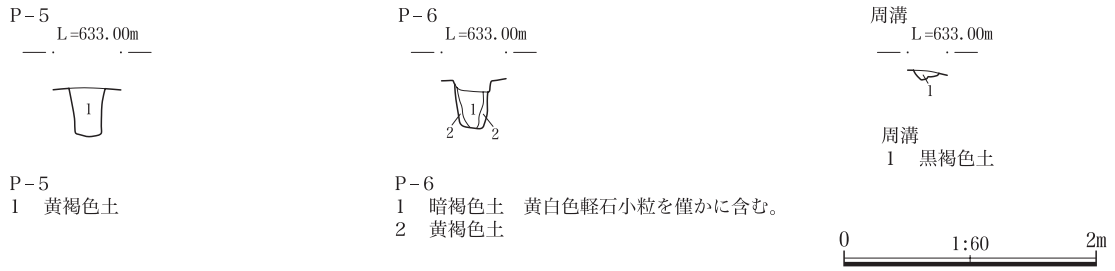 P-5
L=633.00m
1
P-5
1 黄褐色土
P-6
L=633.00m
1
2 2
P-6
1 暗褐色土 黄白色軽石小粒を僅かに含む。
2 黄褐色土
周溝
L=633.00m
1
周溝
1 黒褐色土
0 1:60 2m